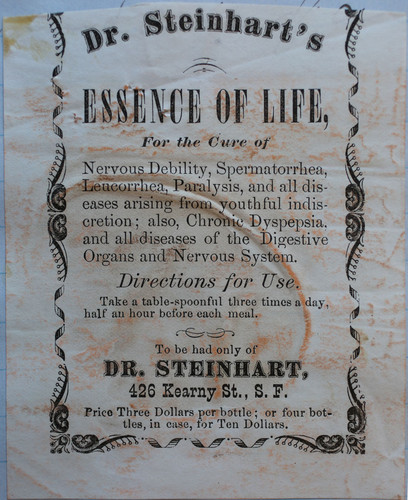 Dr. Steinhart's
ESSENCE OF LIFE,
For the Cure of
Nervous Debility, Spermatorrhea,
Leucorrhea, Paralysis, and all dis-
eases arising from youthful indis-
cretion; also, Chronic Dyspepsia,
and all diseases of the Digestive
Organs and Nervous System.
Directions for Use.
Take a table-spoonful three times a day,
half an hour before each meal.
To be had only of
DR. STEINHART,
426 Kearny St., S. F.
Price Three Dollars per bottle; or four bot-
tles, in case, for Ten Dollars.